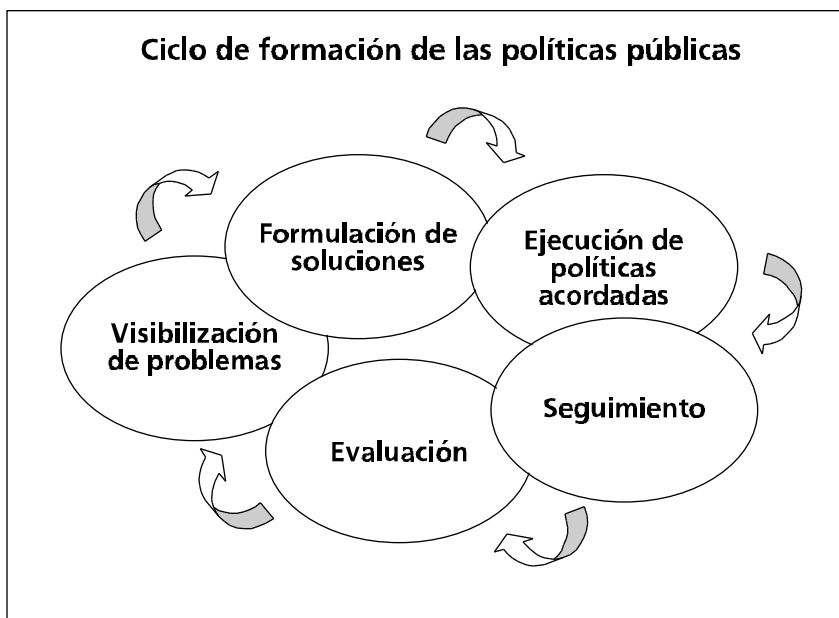 Ciclo de formación de las políticas públicas
Formulación de
soluciones
Ejecución de
políticas
acordadas
Visibilización
de problemas
Seguimiento
Evaluación